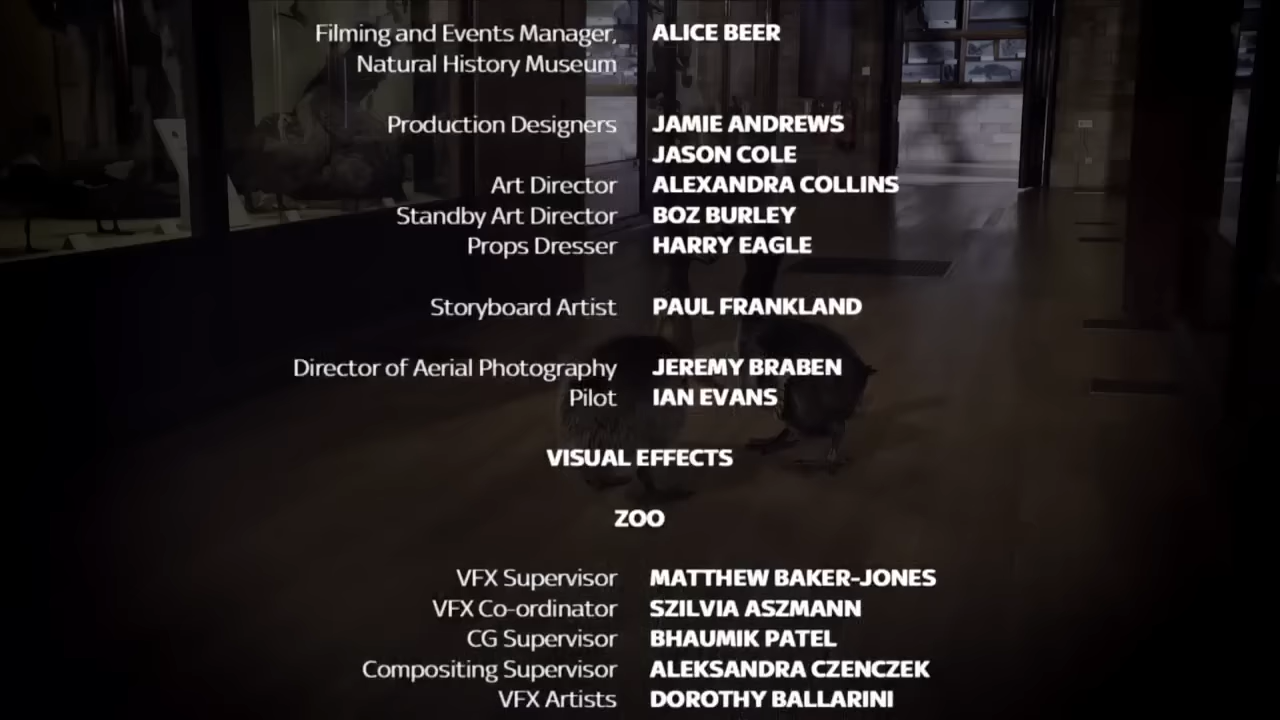 Filming and Events Manager, ALICE BEER
Natural History Museum
Production Designers JAMIE ANDREWS
JASON COLE
Art Director ALEXANDRA COLLINS
Standby Art Director BOZ BURLEY
Props Dresser HARRY EAGLE
Storyboard Artist PAUL FRANKLAND
Director of Aerial Photography JEREMY BRABEN
Pilot IAN EVANS
VISUAL EFFECTS
ZOO
VFX Supervisor MATTHEW BAKER-JONES
VFX Co-ordinator SZILVIA ASZMANN
CG Supervisor BHAUMIK PATEL
Compositing Supervisor ALEKSANDRA CZENCZEK
VFX Artists DOROTHY BALLARINI